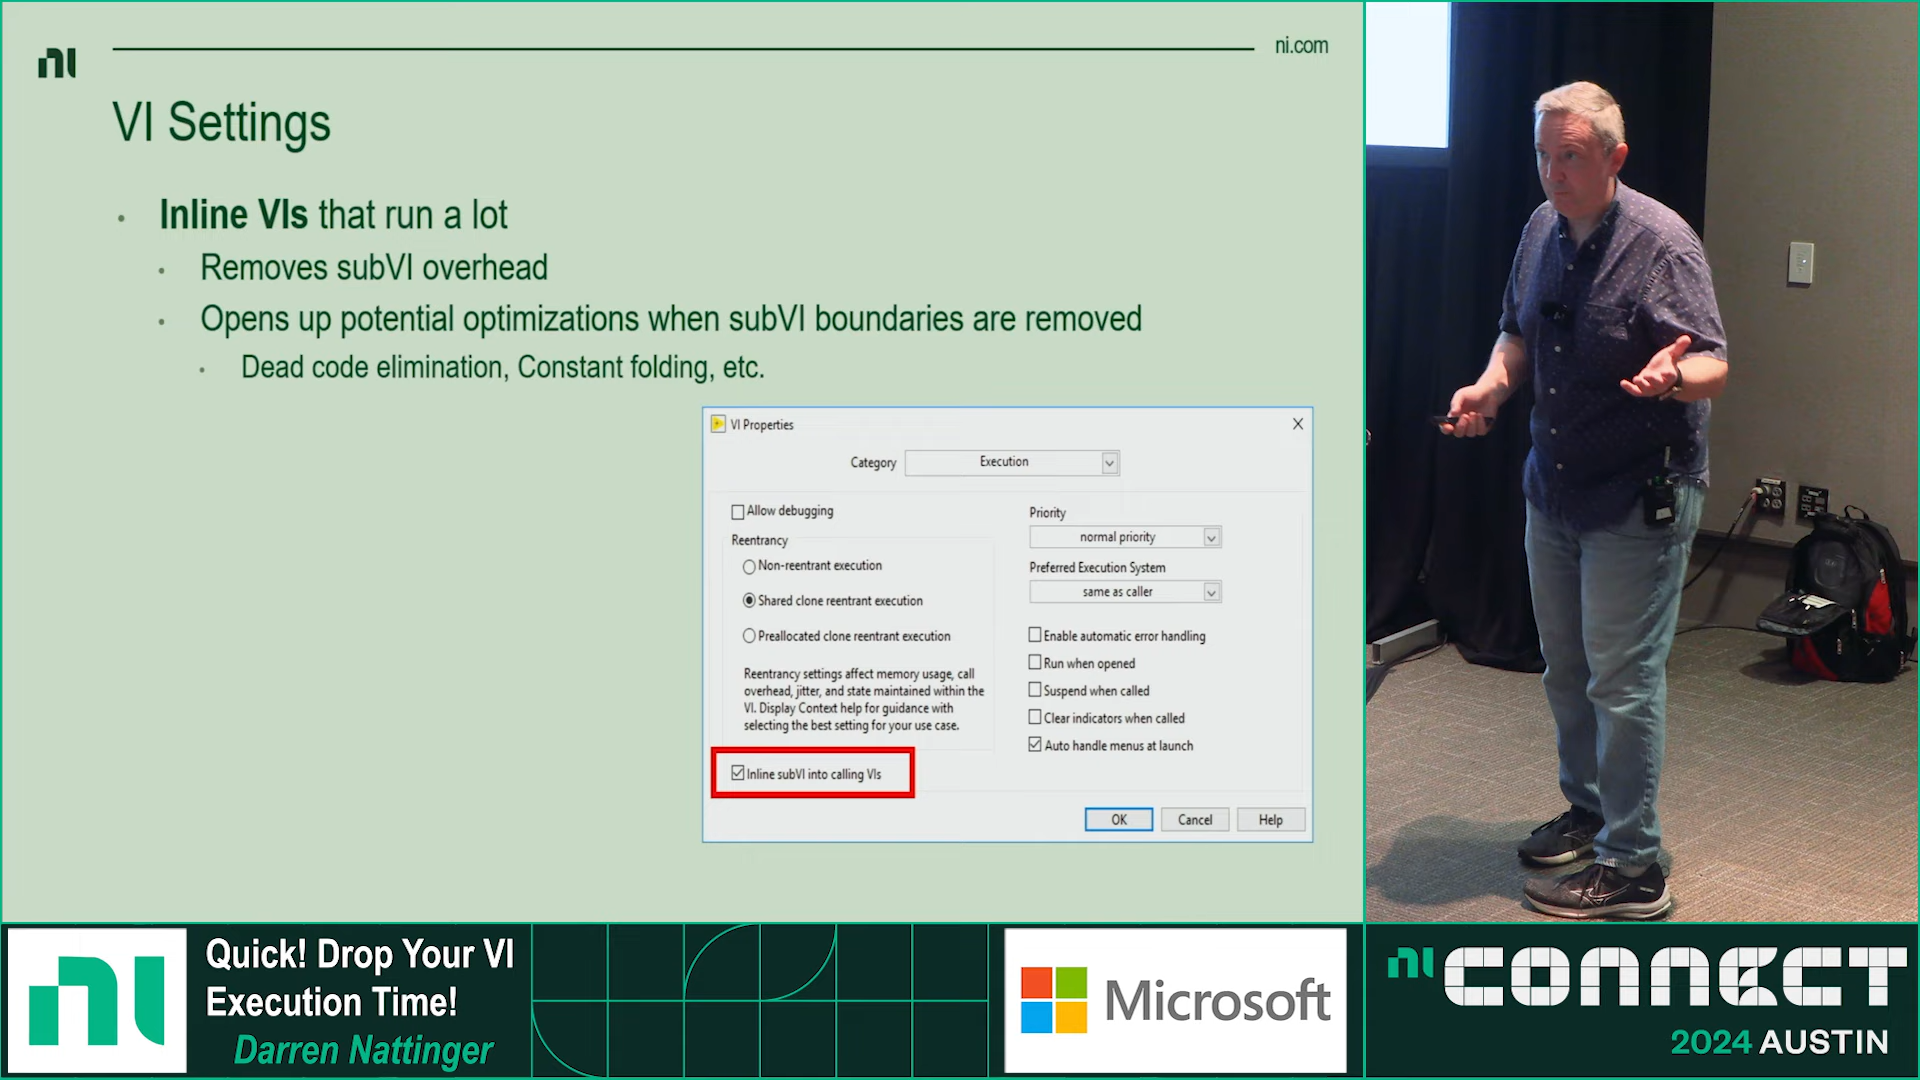 ni
ni.com
VI Settings
• Inline VIs that run a lot
• Removes subVI overhead
• Opens up potential optimizations when subVI boundaries are removed
• Dead code elimination, Constant folding, etc.
VI Properties
Category Execution
Allow debugging
Reentrancy
Non-reentrant execution
Shared clone reentrant execution
Preallocated clone reentrant execution
Reentrancy settings affect memory usage, call
overhead, jitter, and state maintained within the
VI. Display Context help for guidance with
selecting the best setting for your use case.
Inline subVI into calling VIs
Priority
normal priority
Preferred Execution System
same as caller
Enable automatic error handling
Run when opened
Suspend when called
Clear indicators when called
Auto handle menus at launch
OK Cancel Help
ni
Quick! Drop Your VI
Execution Time!
Darren Nattinger
Microsoft
ni CONNECT
2024 AUSTIN